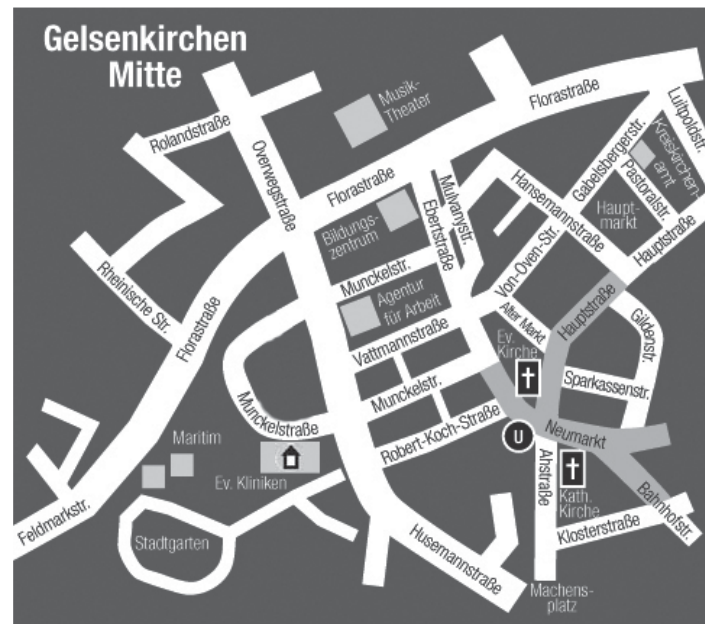 Gelsenkirchen
Mitte
Musik-
Theater
Florastraße
Luitpoldstr.
Rolandstraße
Overwegstraße
Gabelsbergerstr.
Kreiskirchen-
amt
Pastoralstr.
Florastraße
Mulvanystr.
Ebertstraße
Hansemannstraße
Haupt-
markt
Hauptstraße
Bildungs-
zentrum
Von-Oven-Str.
Rheinische Str.
Munckelstr.
Agentur
für Arbeit
Hauptstraße
Gildenstr.
Alter Markt
Florastraße
Vattmannstraße
Ev.
Kirche
Munckelstr.
Sparkassenstr.
Munckelstraße
Robert-Koch-Straße
Neumarkt
U
Maritim
Ev. Kliniken
Ahstraße
Kath.
Kirche
Bahnhofstr.
Feldmarkstr.
Stadtgarten
Husemannstraße
Klosterstraße
Machens-
platz